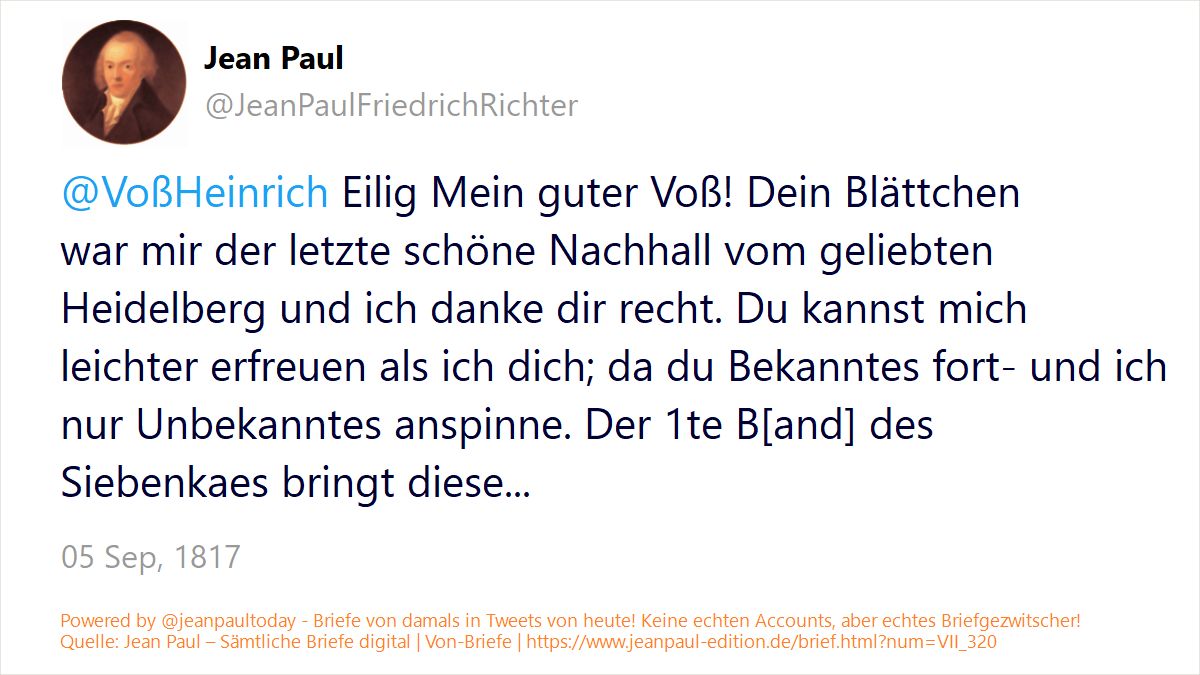 Jean Paul
@JeanPaulFriedrichRichter
@VoßHeinrich Eilig Mein guter Voß! Dein Blättchen
war mir der letzte schöne Nachhall vom geliebten
Heidelberg und ich danke dir recht. Du kannst mich
leichter erfreuen als ich dich; da du Bekanntes fort- und ich
nur Unbekanntes anspinne. Der 1te B[and] des
Siebenkaes bringt diese...
05 Sep, 1817
Powered by @jeanpaultoday - Briefe von damals in Tweets von heute! Keine echten Accounts, aber echtes Briefgezwitscher!
Quelle: Jean Paul – Sämtliche Briefe digital | Von-Briefe | https://www.jeanpaul-edition.de/brief.html?num=VII_320